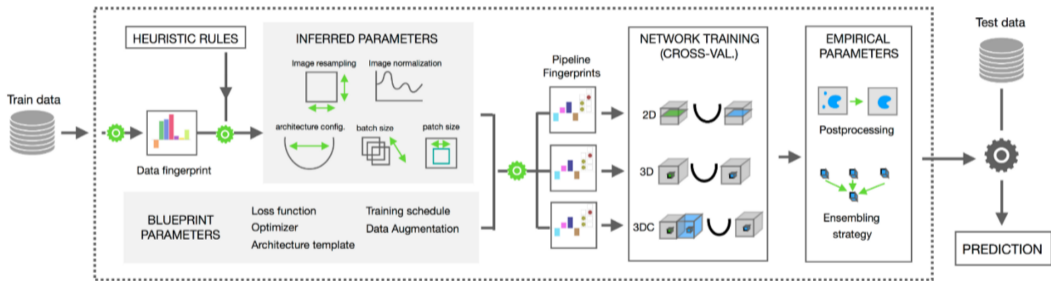 Train data
Data fingerprint
HEURISTIC RULES
INFERRED PARAMETERS
Image resampling
Image normalization
architecture config.
batch size
patch size
BLUEPRINT
PARAMETERS
Loss function
Optimizer
Architecture template
Training schedule
Data Augmentation
Pipeline
Fingerprints
NETWORK TRAINING
(CROSS-VAL.)
2D
3D
3DC
EMPIRICAL
PARAMETERS
Postprocessing
Ensembling
strategy
Test data
PREDICTION